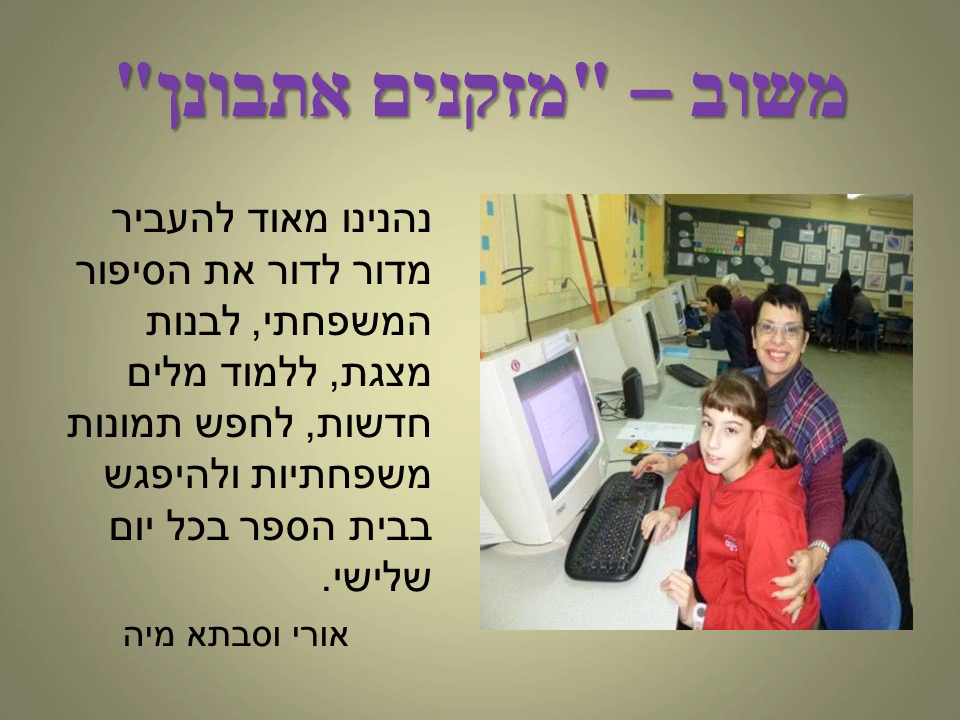 משוב – "מזקנים אתבונן"
נהנינו מאוד להעביר
מדור לדור את הסיפור
המשפחתי, לבנות
מצגת, ללמוד מלים
חדשות, לחפש תמונות
משפחתיות ולהיפגש
בבית הספר בכל יום
שלישי.
אורי וסבתא מיה